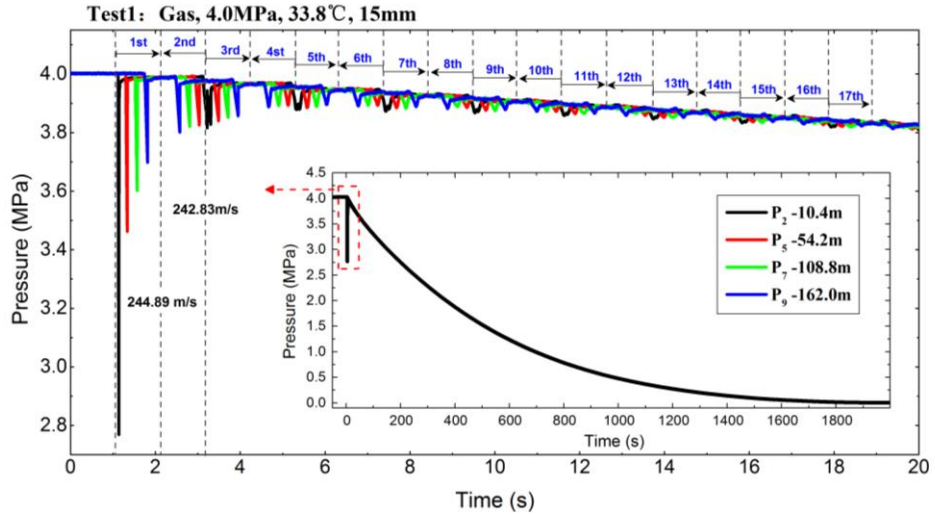 Test1: Gas, 4.0MPa, 33.8℃, 15mm
1st 2nd 3rd 4st 5th 6th 7th 8th 9th 10th 11th 12th 13th 14th 15th 16th 17th
4.0
3.8
3.6
3.4
3.2
3.0
2.8
Pressure (MPa)
242.83m/s
244.89 m/s
4.5
4.0
3.5
3.0
2.5
2.0
1.5
1.0
0.5
0.0
Pressure (MPa)
P2 -10.4m
P5 -54.2m
P7 -108.8m
P9 -162.0m
0 200 400 600 800 1000 1200 1400 1600 1800
Time (s)
0 2 4 6 8 10 12 14 16 18 20
Time (s)